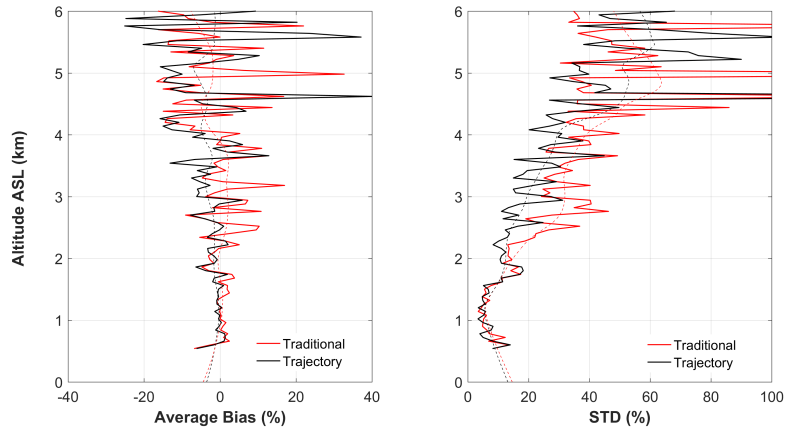 6
5
4
3
2
1
0
Altitude ASL (km)
-40 -20 0 20 40
Average Bias (%)
Traditional
Trajectory
6
5
4
3
2
1
0
0 20 40 60 80 100
STD (%)
Traditional
Trajectory